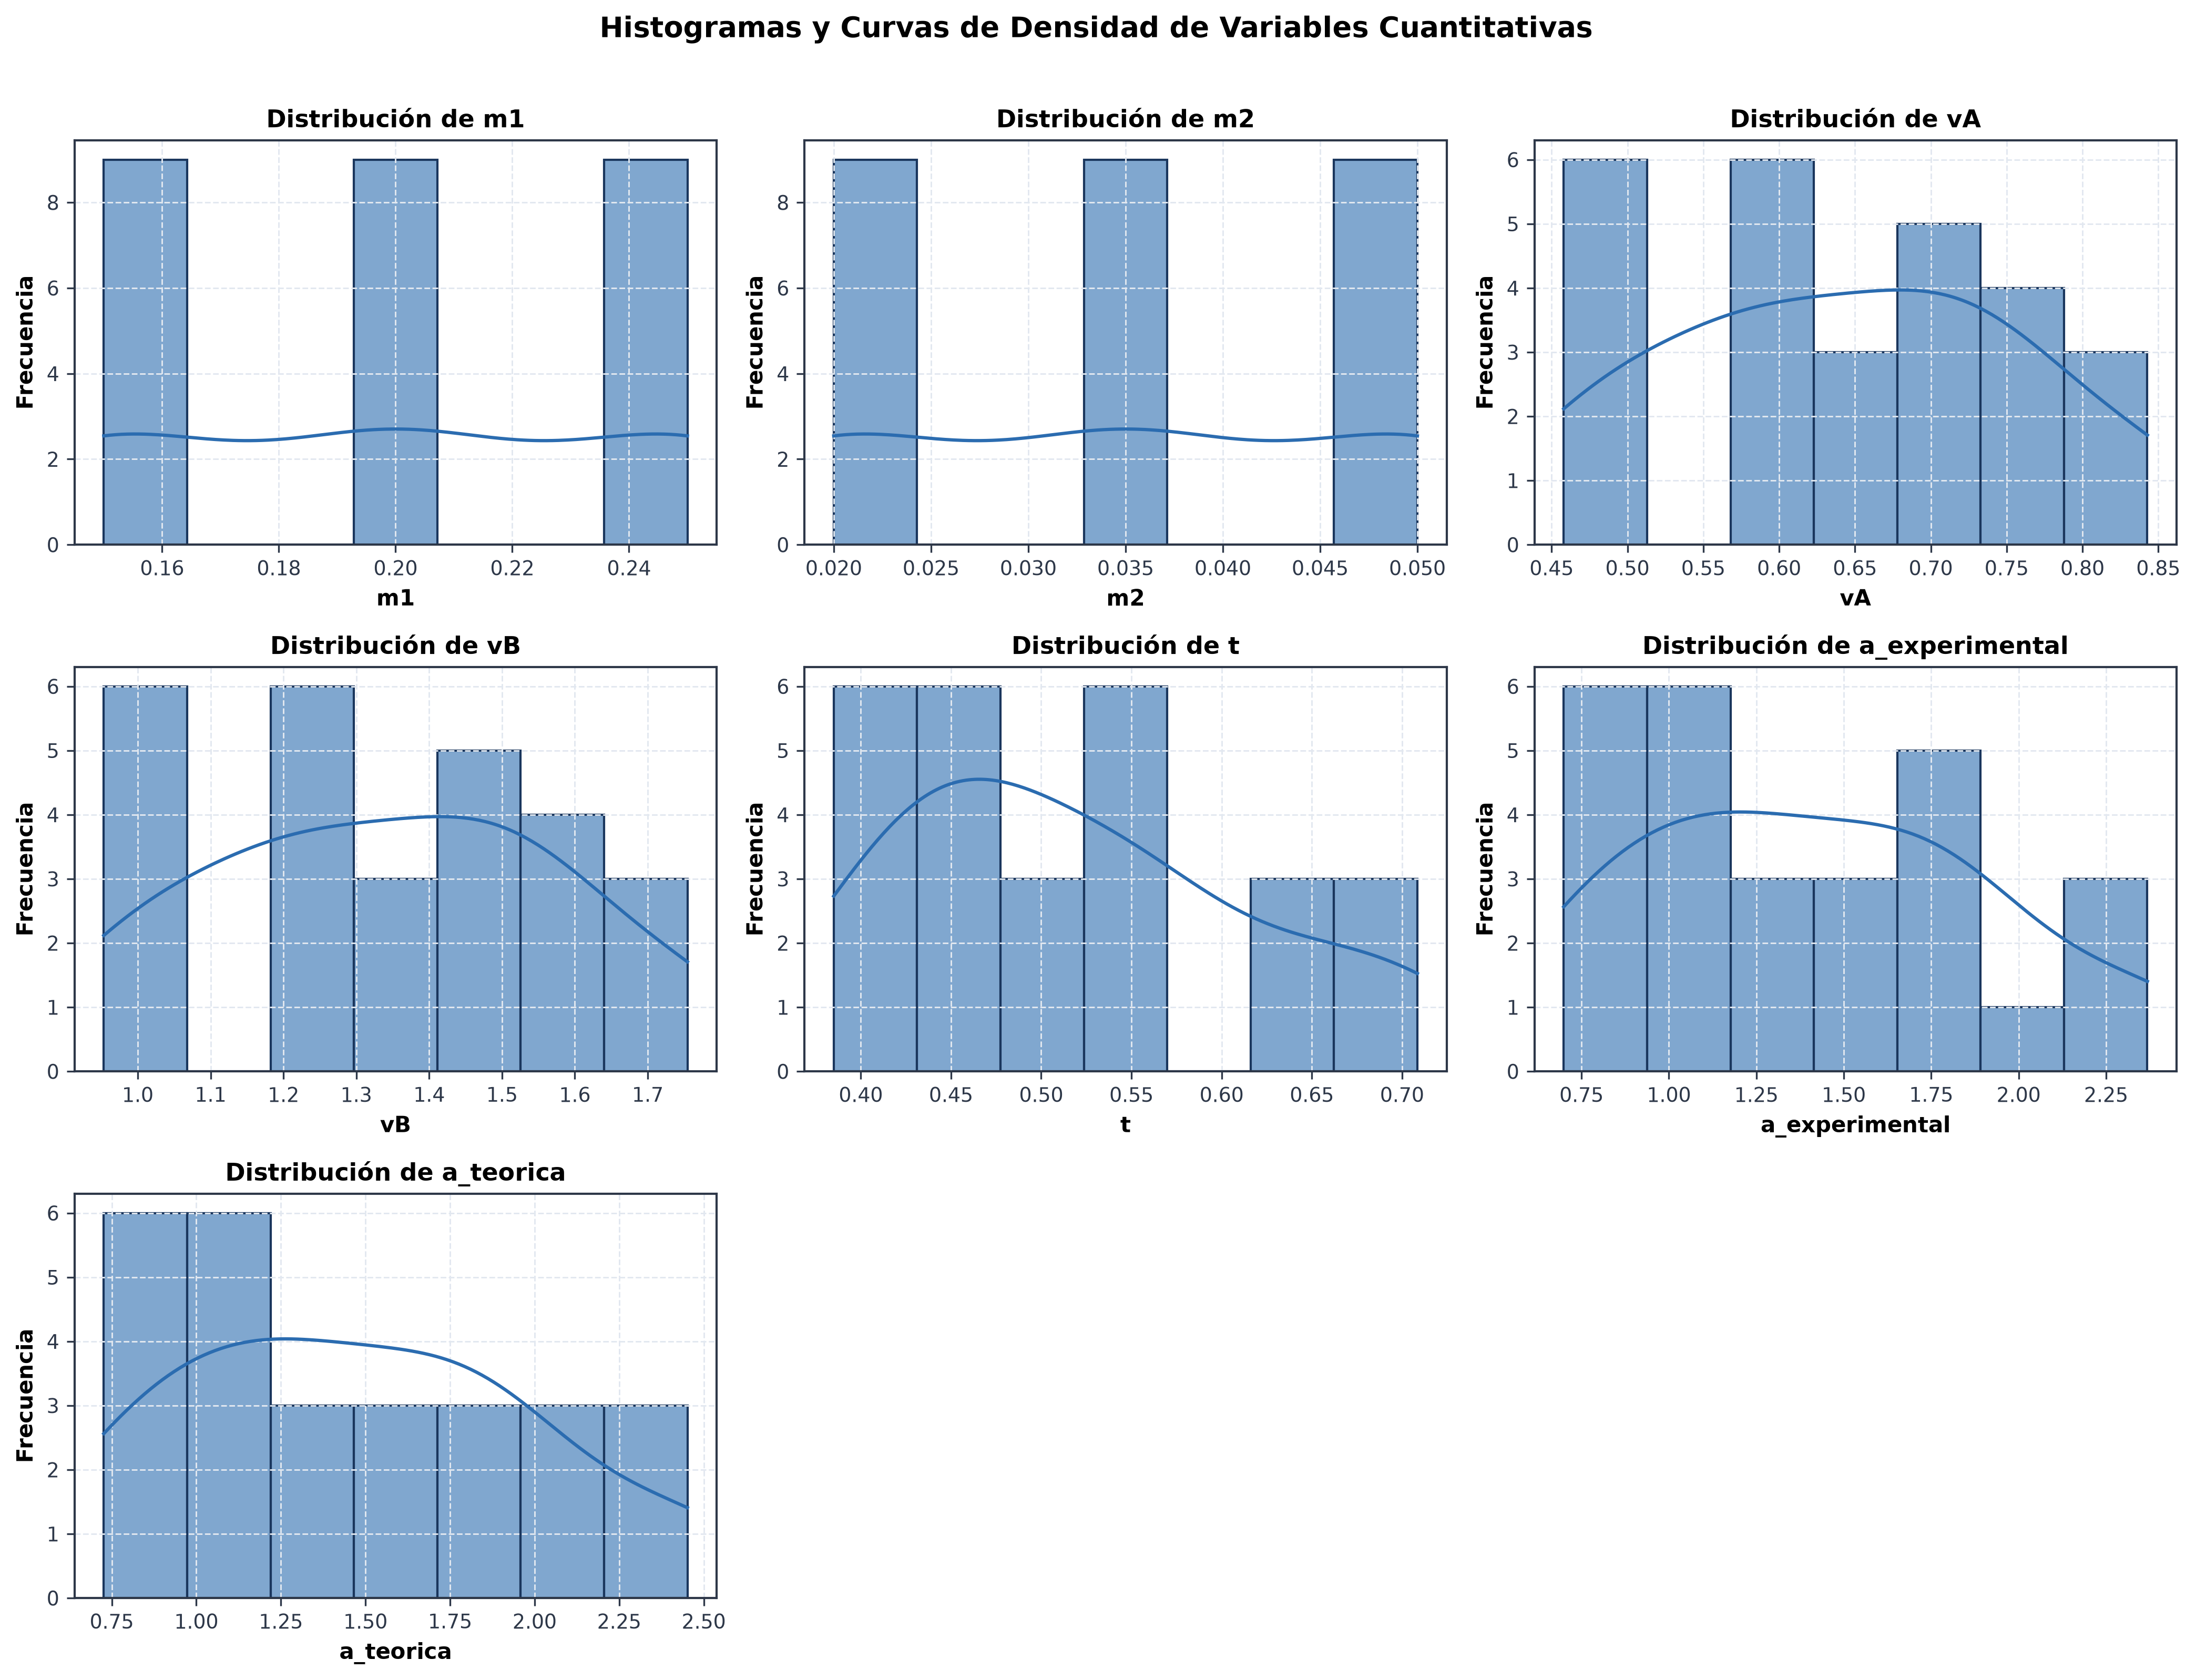 Histogramas y Curvas de Densidad de Variables Cuantitativas
Distribución de m1
Frecuencia
8
6
4
2
0
0.16 0.18 0.20 0.22 0.24
m1
Distribución de m2
Frecuencia
8
6
4
2
0
0.020 0.025 0.030 0.035 0.040 0.045 0.050
m2
Distribución de vA
Frecuencia
6
5
4
3
2
1
0
0.45 0.50 0.55 0.60 0.65 0.70 0.75 0.80 0.85
vA
Distribución de vB
Frecuencia
6
5
4
3
2
1
0
1.0 1.1 1.2 1.3 1.4 1.5 1.6 1.7
vB
Distribución de t
Frecuencia
6
5
4
3
2
1
0
0.40 0.45 0.50 0.55 0.60 0.65 0.70
t
Distribución de a_experimental
Frecuencia
6
5
4
3
2
1
0
0.75 1.00 1.25 1.50 1.75 2.00 2.25
a_experimental
Distribución de a_teorica
Frecuencia
6
5
4
3
2
1
0
0.75 1.00 1.25 1.50 1.75 2.00 2.25 2.50
a_teorica